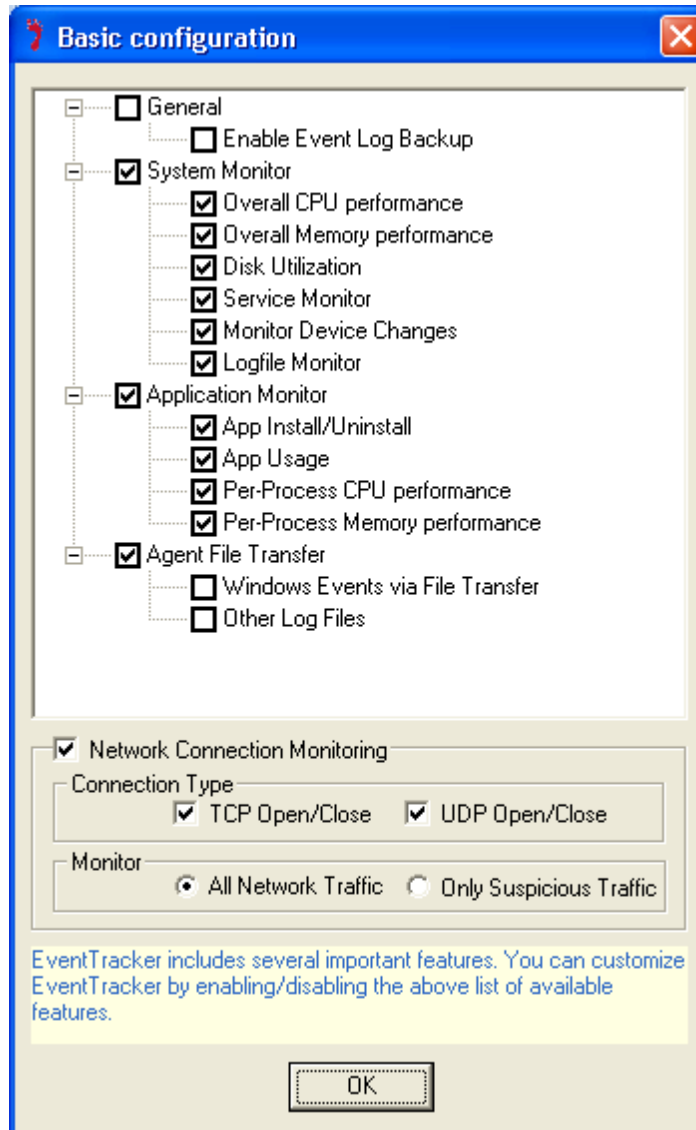 Basic configuration
General
Enable Event Log Backup
System Monitor
Overall CPU performance
Overall Memory performance
Disk Utilization
Service Monitor
Monitor Device Changes
Logfile Monitor
Application Monitor
App Install/Uninstall
App Usage
Per-Process CPU performance
Per-Process Memory performance
Agent File Transfer
Windows Events via File Transfer
Other Log Files
Network Connection Monitoring
Connection Type
TCP Open/Close UDP Open/Close
Monitor
All Network Traffic Only Suspicious Traffic
EventTracker includes several important features. You can customize
EventTracker by enabling/disabling the above list of available
features.
OK